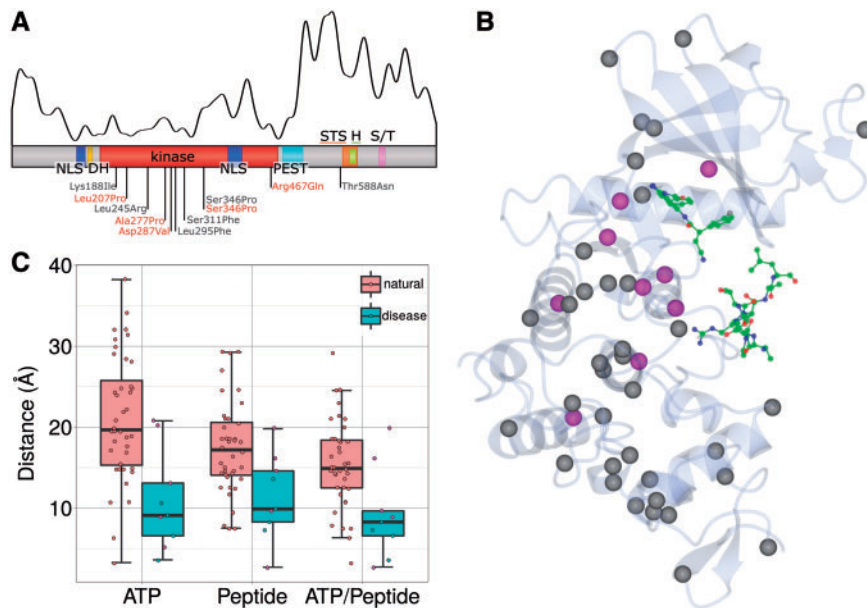 A
B
STS H S/T
kinase
NLS DH NLS PEST
Lys188Ile
Leu207Pro
Leu245Arg
Ala277Pro
Asp287Val
Ser346Pro
Ser346Pro
Ser311Phe
Leu295Phe
Arg467Gln
Thr588Asn
C
40
30
20
10
Distance (Å)
natural
disease
ATP Peptide ATP/Peptide